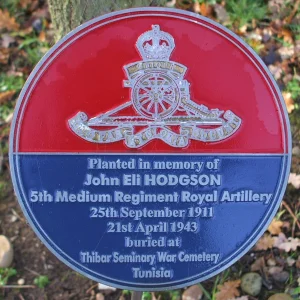 Planted in memory of
John Eli HODGSON
5th Medium Regiment Royal Artillery
25th September 1911
21st April 1943
buried at
Thibar Seminary War Cemetery
Tunisia